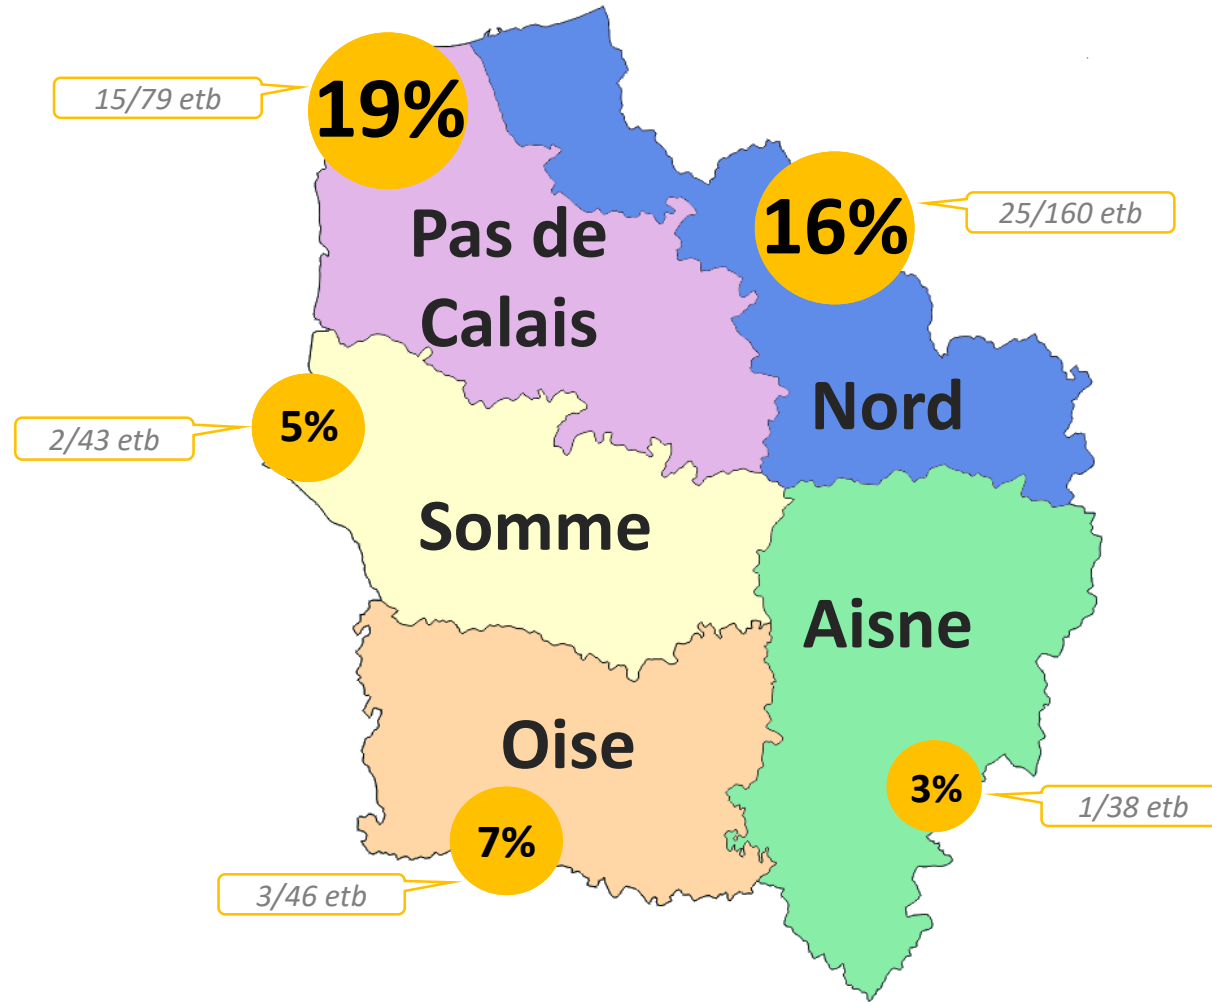 15/79 etb
19%
16%
25/160 etb
Pas de
Calais
Nord
5%
2/43 etb
Somme
Aisne
Oise
3%
1/38 etb
7%
3/46 etb